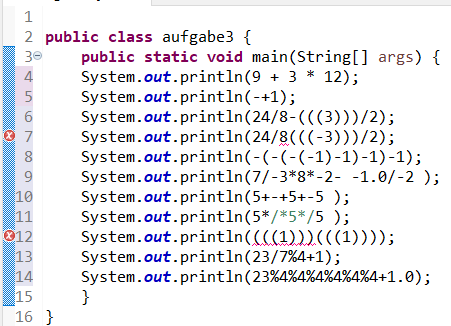 1
2 public class aufgabe3 {
3 public static void main(String[] args) {
4 System.out.println(9 + 3 * 12);
5 System.out.println(-+1);
6 System.out.println(24/8-(((3)))/2);
7 System.out.println(24/8(((-3)))/2);
8 System.out.println(-(-(-(-1)-1)-1)-1);
9 System.out.println(7/-3*8*-2- -1.0/-2 );
10 System.out.println(5+-+5+-5 );
11 System.out.println(5*/*5*/5 );
12 System.out.println((((1)))(((1))));
13 System.out.println(23/7%4+1);
14 System.out.println(23%4%4%4%4%4%4+1.0);
15 }
16 }